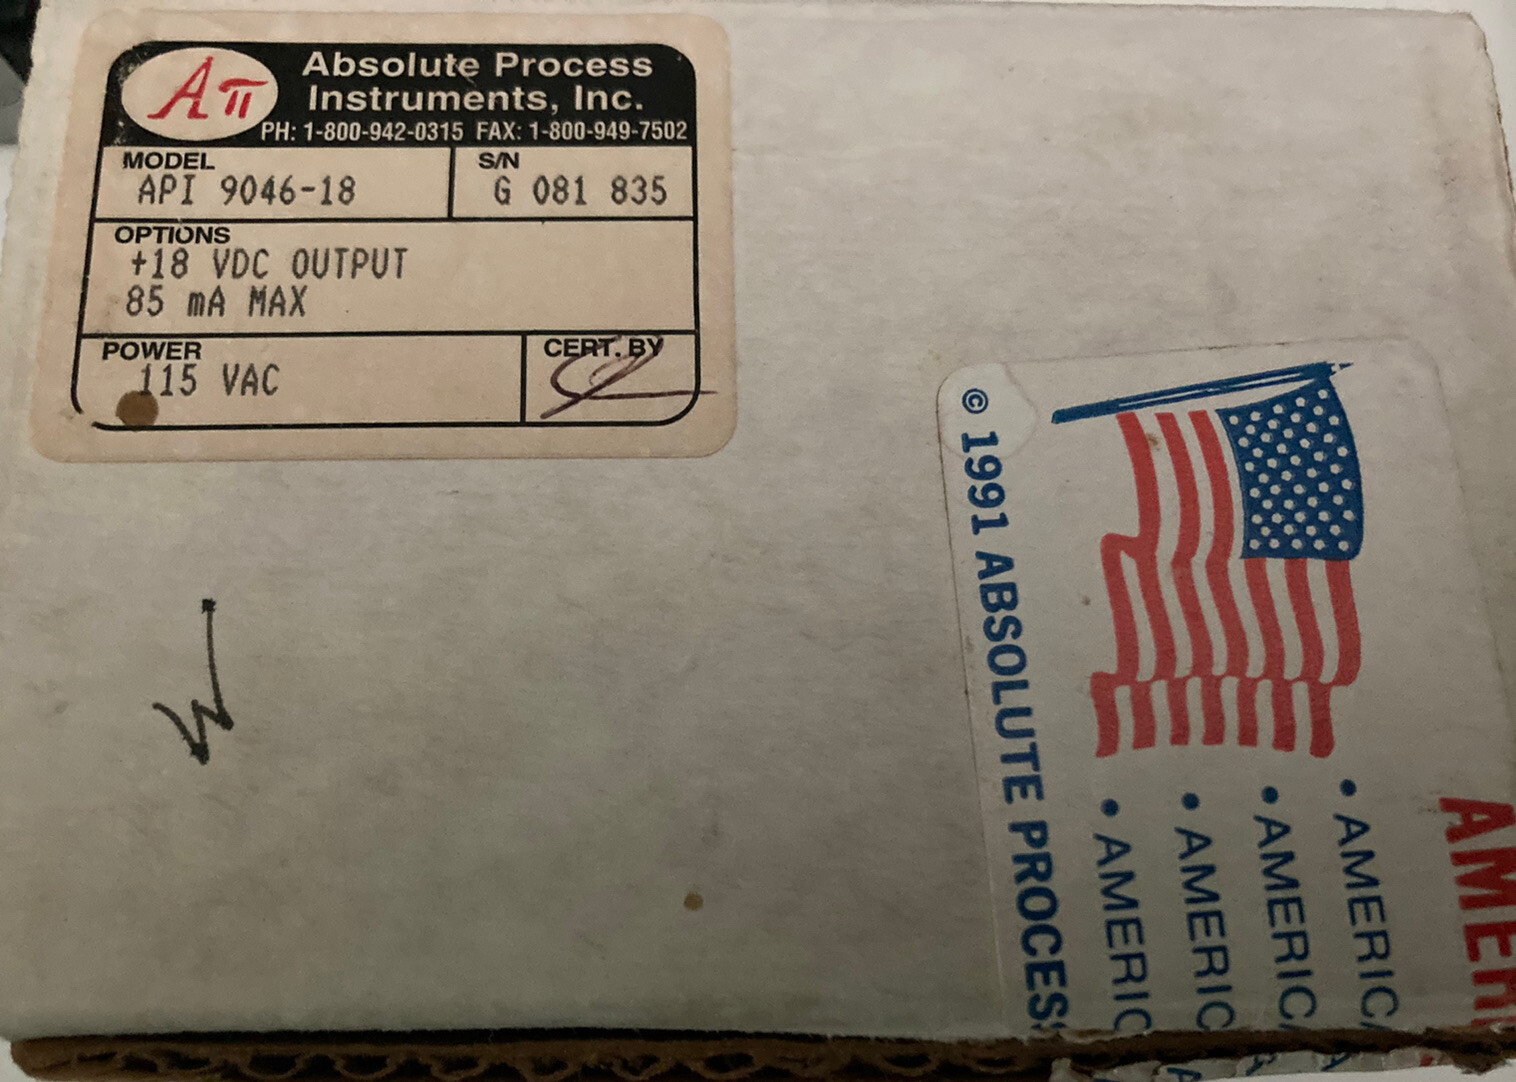 Aπ
Absolute Process
Instruments, Inc.
PH: 1-800-942-0315 FAX: 1-800-949-7502
MODEL
API 9046-18
S/N
G 081 835
OPTIONS
+18 VDC OUTPUT
85 mA MAX
POWER
115 VAC
CERT. BY
W
© 1991 ABSOLUTE PROCESS
• AMERIC
• AMERIC
• AMERICA
• AMERICA
AMERI